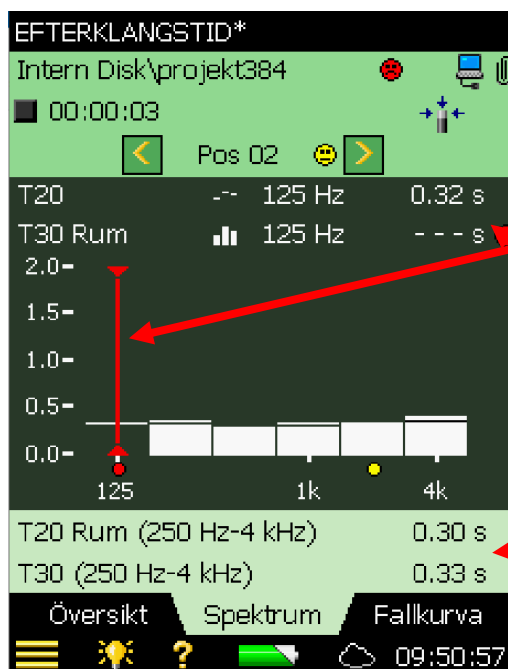 EFTERKLANGSTID*
Intern Disk\projekt384
00:00:03
Pos 02
T20 125 Hz 0.32 s
T30 Rum 125 Hz - - - s
2.0
1.5
1.0
0.5
0.0
125 1k 4k
T20 Rum (250 Hz-4 kHz) 0.30 s
T30 (250 Hz-4 kHz) 0.33 s
Översikt Spektrum Fallkurva
? 09:50:57